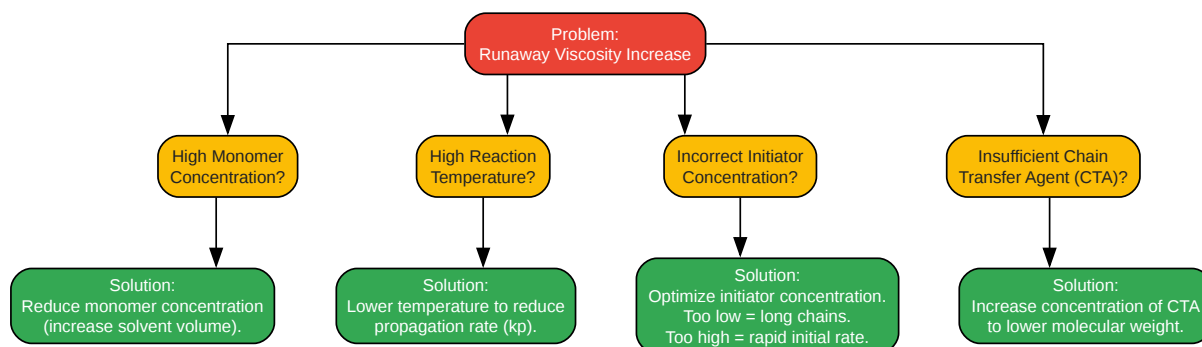 Problem:
Runaway Viscosity Increase
High Monomer
Concentration?
High Reaction
Temperature?
Incorrect Initiator
Concentration?
Insufficient Chain
Transfer Agent (CTA)?
Solution:
Reduce monomer concentration
(increase solvent volume).
Solution:
Lower temperature to reduce
propagation rate (kp).
Solution:
Optimize initiator concentration.
Too low = long chains.
Too high = rapid initial rate.
Solution:
Increase concentration of CTA
to lower molecular weight.